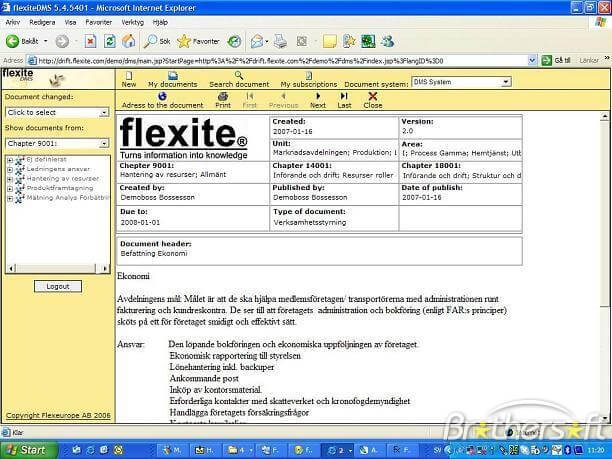 flexiteDMS 5.4.5401 - Microsoft Internet Explorer
Arkiv Redigera Visa Favoriter Verktyg Hjälp
Bakåt Sök Favoriter
Adress http://drift.flexite.com/demo/dms/main.jsp?StartPage=http%3A%2F%2Fdrift.flexite.com%2Fdemo%2Fdms%2Findex.jsp%3FlangID%3D0 Gå till Länkar
flexite DMS
New My documents Search document My subscriptions Document system: DMS System
Adress to the document Print First Previous Next Last Close
Document changed:
Click to select
Show documents from:
Chapter 9001:
Ej definierat
Ledningens ansvar
Hantering av resurser
Produktframtagning
Mätning Analys Förbättrin
Logout
Copyright Flexeurope AB 2006
flexite®
Turns information into knowledge
Created: Version:
2007-01-16 2.0
Unit: Area:
Marknadsavdelningen; Produktion; L (; Process Gamma; Hemtjänst; Utb
Chepter 9001: Chapter 14001: Chapter 18001:
Hantering av resurser; Allmänt Införande och drift; Resurser roller Införande och drift; Struktur och d
Created by: Published by: Date of publish:
Demoboss Bossesson Demoboss Bossesson 2007-01-16
Due to: Type of document:
2008-01-01 Verksamhetsstyrning
Document header:
Befattning Ekonomi
Ekonomi
Avdelningens mål: Målet är att de ska hjälpa medlemsföretagen/ transportörerna med administrationen runt
fakturering och kundreskontra. De ser till att företagets administration och bokföring (enligt FAR:s principer)
sköts på ett för företaget smidigt och effektivt sätt.
Ansvar: Den löpande bokföringen och ekonomiska uppföljningen av företaget.
Ekonomisk rapportering till styrelsen
Lönehantering inkl. backuper
Ankommande post
Inköp av kontorsmaterial.
Erforderliga kontakter med skatteverket och kronofogdemyndighet
Handlägga företagets försäkringsfrågor
Klar
Brothersoft
Start M. H. C F f.. 2 A. F. SV 11:20